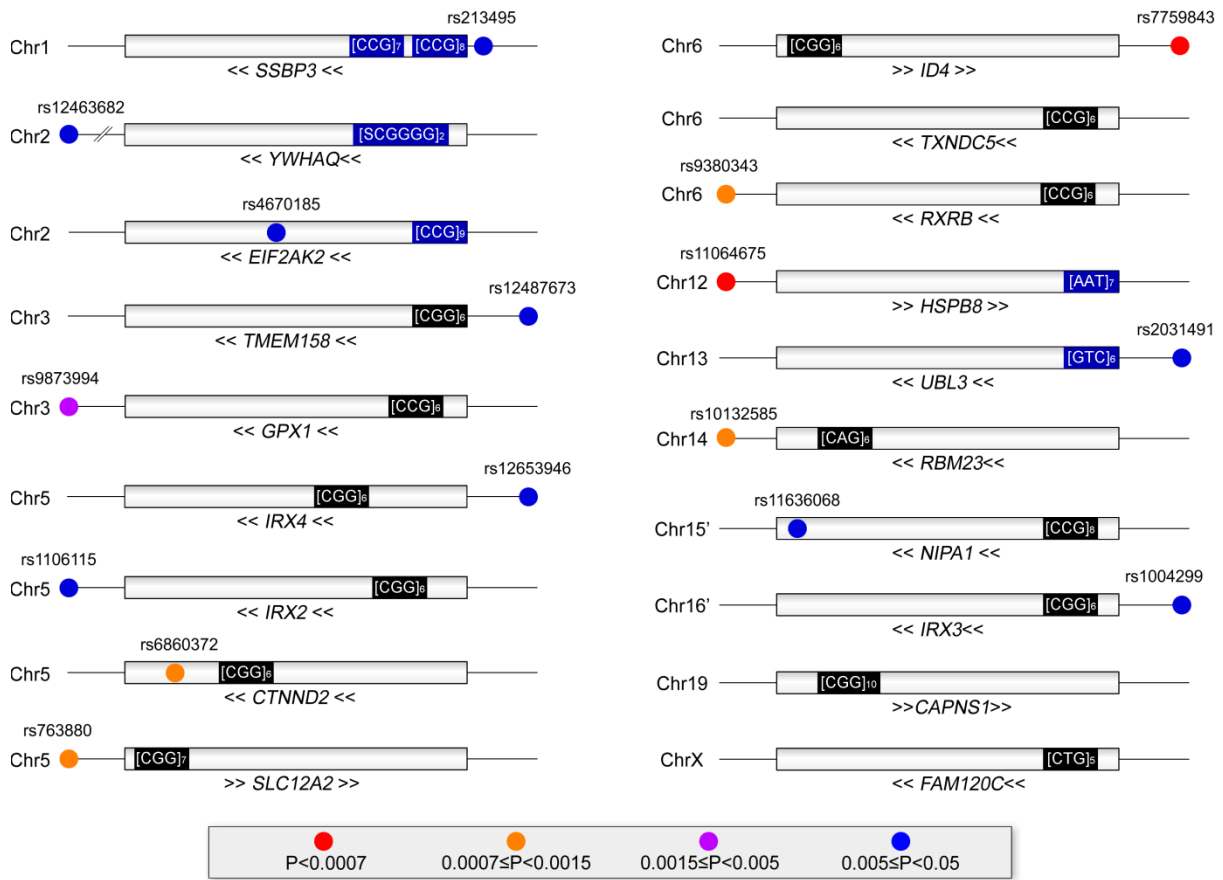 rs213495
Chr1 [CCG]7 [CCG]8
<< SSBP3 <<
rs12463682
Chr2 [SCGGGG]2
<< YWHAQ<<
rs4670185
Chr2 [CCG]9
<< EIF2AK2 <<
rs12487673
Chr3 [CGG]6
<< TMEM158 <<
rs9873994
Chr3 [CCG]6
<< GPX1 <<
rs12653946
Chr5 [CGG]6
<< IRX4 <<
rs1106115
Chr5 [CGG]6
<< IRX2 <<
rs6860372
Chr5 [CGG]6
<< CTNND2 <<
rs763880
Chr5 [CGG]7
>> SLC12A2 >>
rs7759843
Chr6 [CGG]6
>> ID4 >>
Chr6 [CCG]6
<< TXNDC5<<
rs9380343
Chr6 [CCG]6
<< RXRB <<
rs11064675
Chr12 [AAT]7
>> HSPB8 >>
rs2031491
Chr13 [GTC]6
<< UBL3 <<
rs10132585
Chr14 [CAG]6
<< RBM23<<
rs11636068
Chr15’ [CCG]8
<< NIPA1 <<
rs1004299
Chr16’ [CGG]6
<< IRX3<<
Chr19 [CGG]10
>>CAPNS1>>
ChrX [CTG]5
<< FAM120C<<
P<0.0007 0.0007≤P<0.0015 0.0015≤P<0.005 0.005≤P<0.05